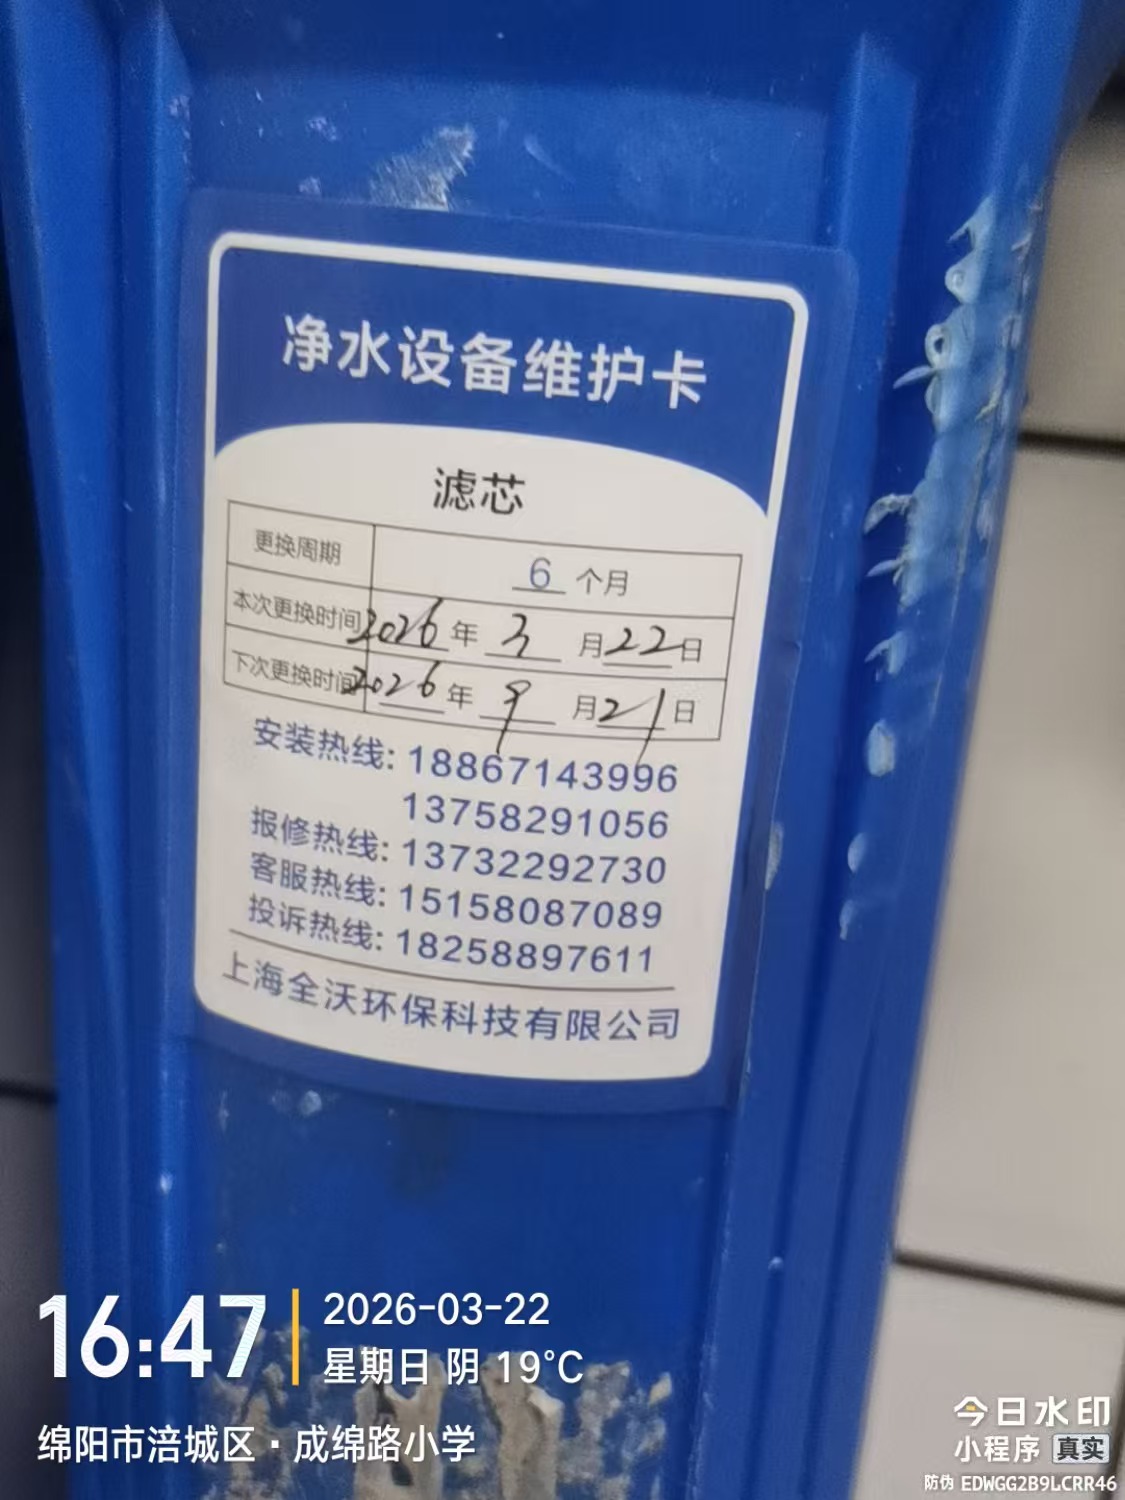 净水设备维护卡
滤芯
更换周期 6 个月
本次更换时间 2026 年 3 月 22 日
下次更换时间 2026 年 9 月 21 日
安装热线: 18867143996
13758291056
报修热线: 13732292730
客服热线: 15158087089
投诉热线: 18258897611
上海全沃环保科技有限公司
16:47
2026-03-22
星期日 阴 19°C
绵阳市涪城区·成绵路小学
今日水印
小程序 真实
防伪 EDWGG2B9LCRR46